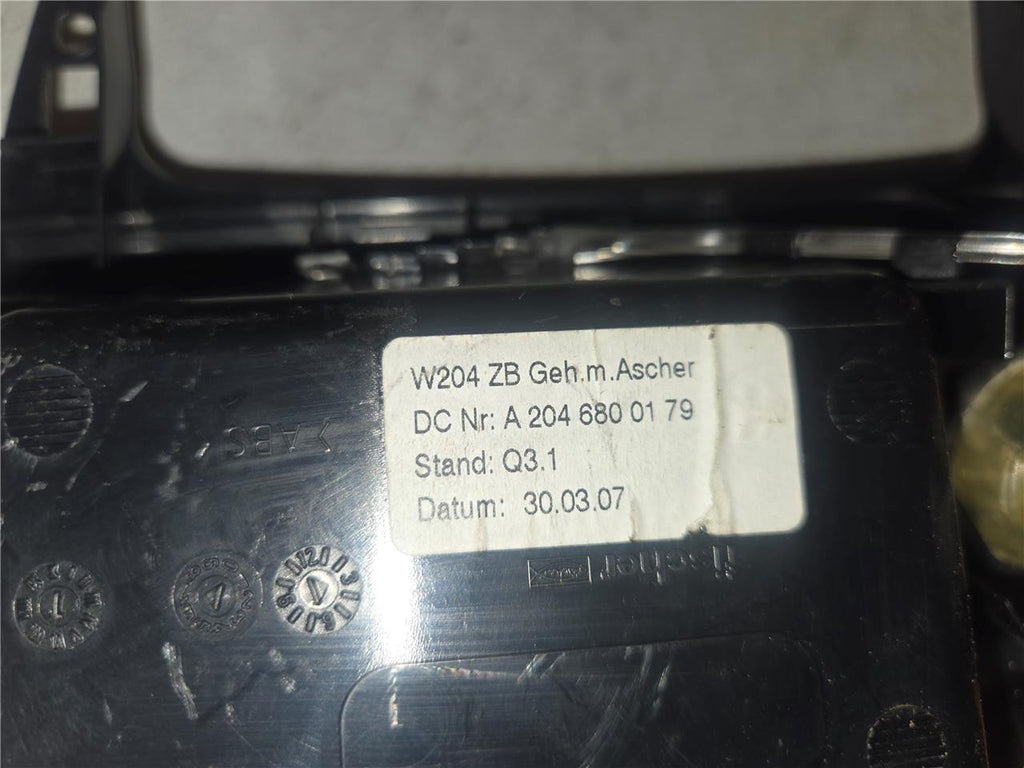 W204 ZB Geh.m.Ascher
DC Nr: A 204 680 01 79
Stand: Q3.1
Datum: 30.03.07
>ABS<
fischer